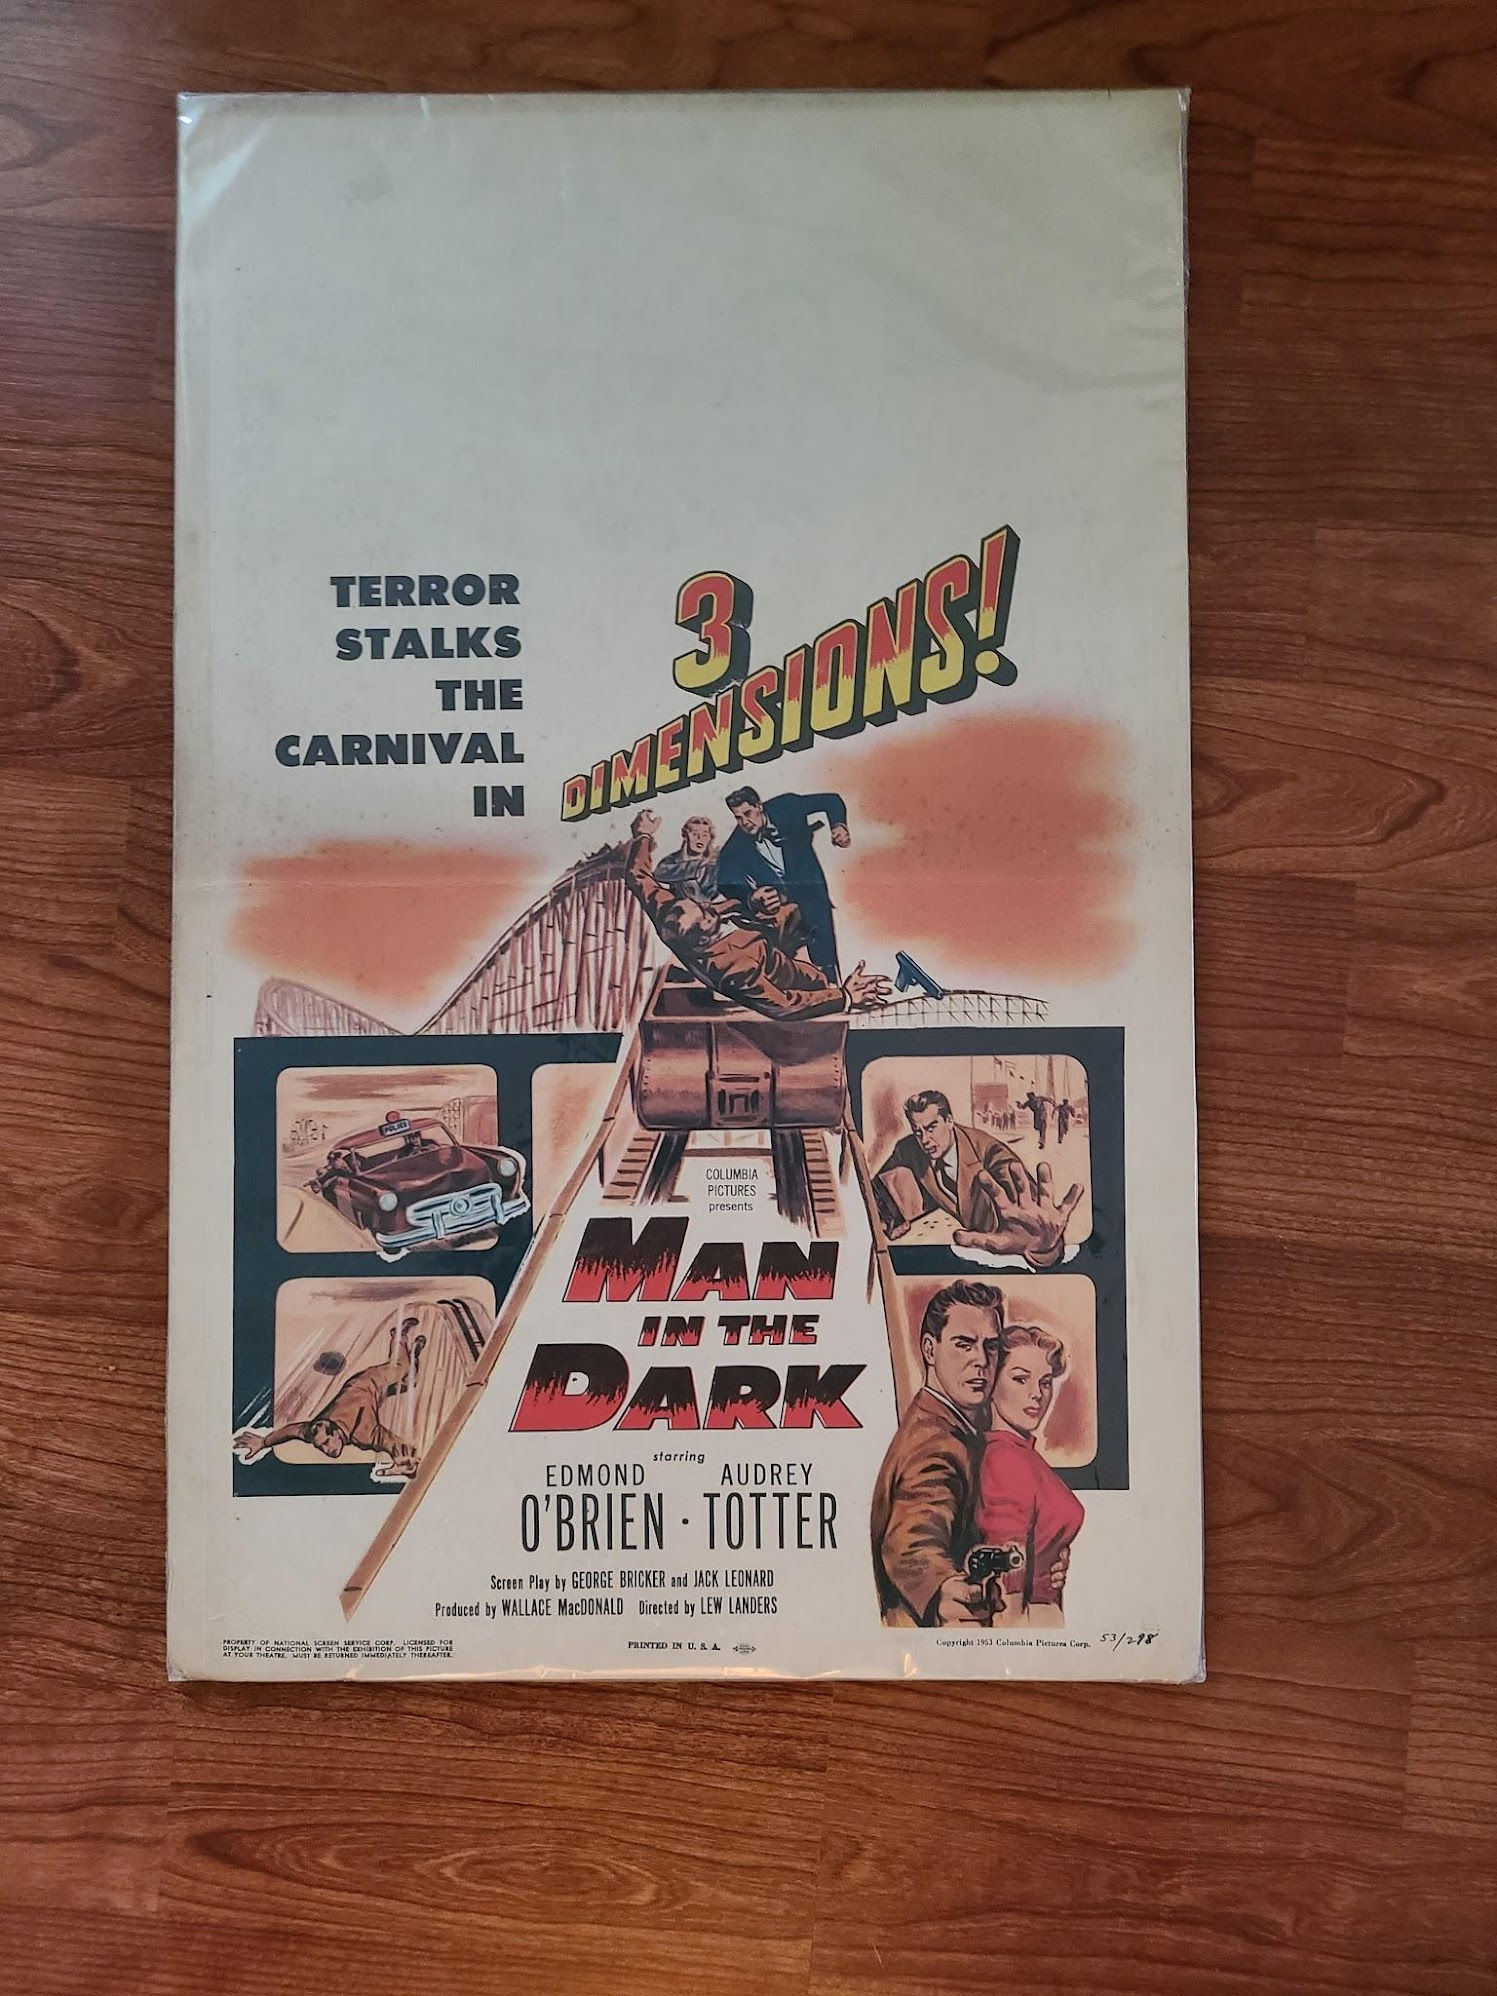 TERROR
STALKS
THE
CARNIVAL
IN
3
DIMENSIONS!
POLICE
COLUMBIA
PICTURES
presents
MAN
IN THE
DARK
starring
EDMOND AUDREY
O'BRIEN · TOTTER
Screen Play by GEORGE BRICKER and JACK LEONARD
Produced by WALLACE MacDONALD Directed by LEW LANDERS
PROPERTY OF NATIONAL SCREEN SERVICE CORP. LICENSED FOR
DISPLAY IN CONNECTION WITH THE EXHIBITION OF THIS PICTURE
AT YOUR THEATRE. MUST BE RETURNED IMMEDIATELY THEREAFTER.
PRINTED IN U. S. A.
Copyright 1953 Columbia Pictures Corp. 53/298